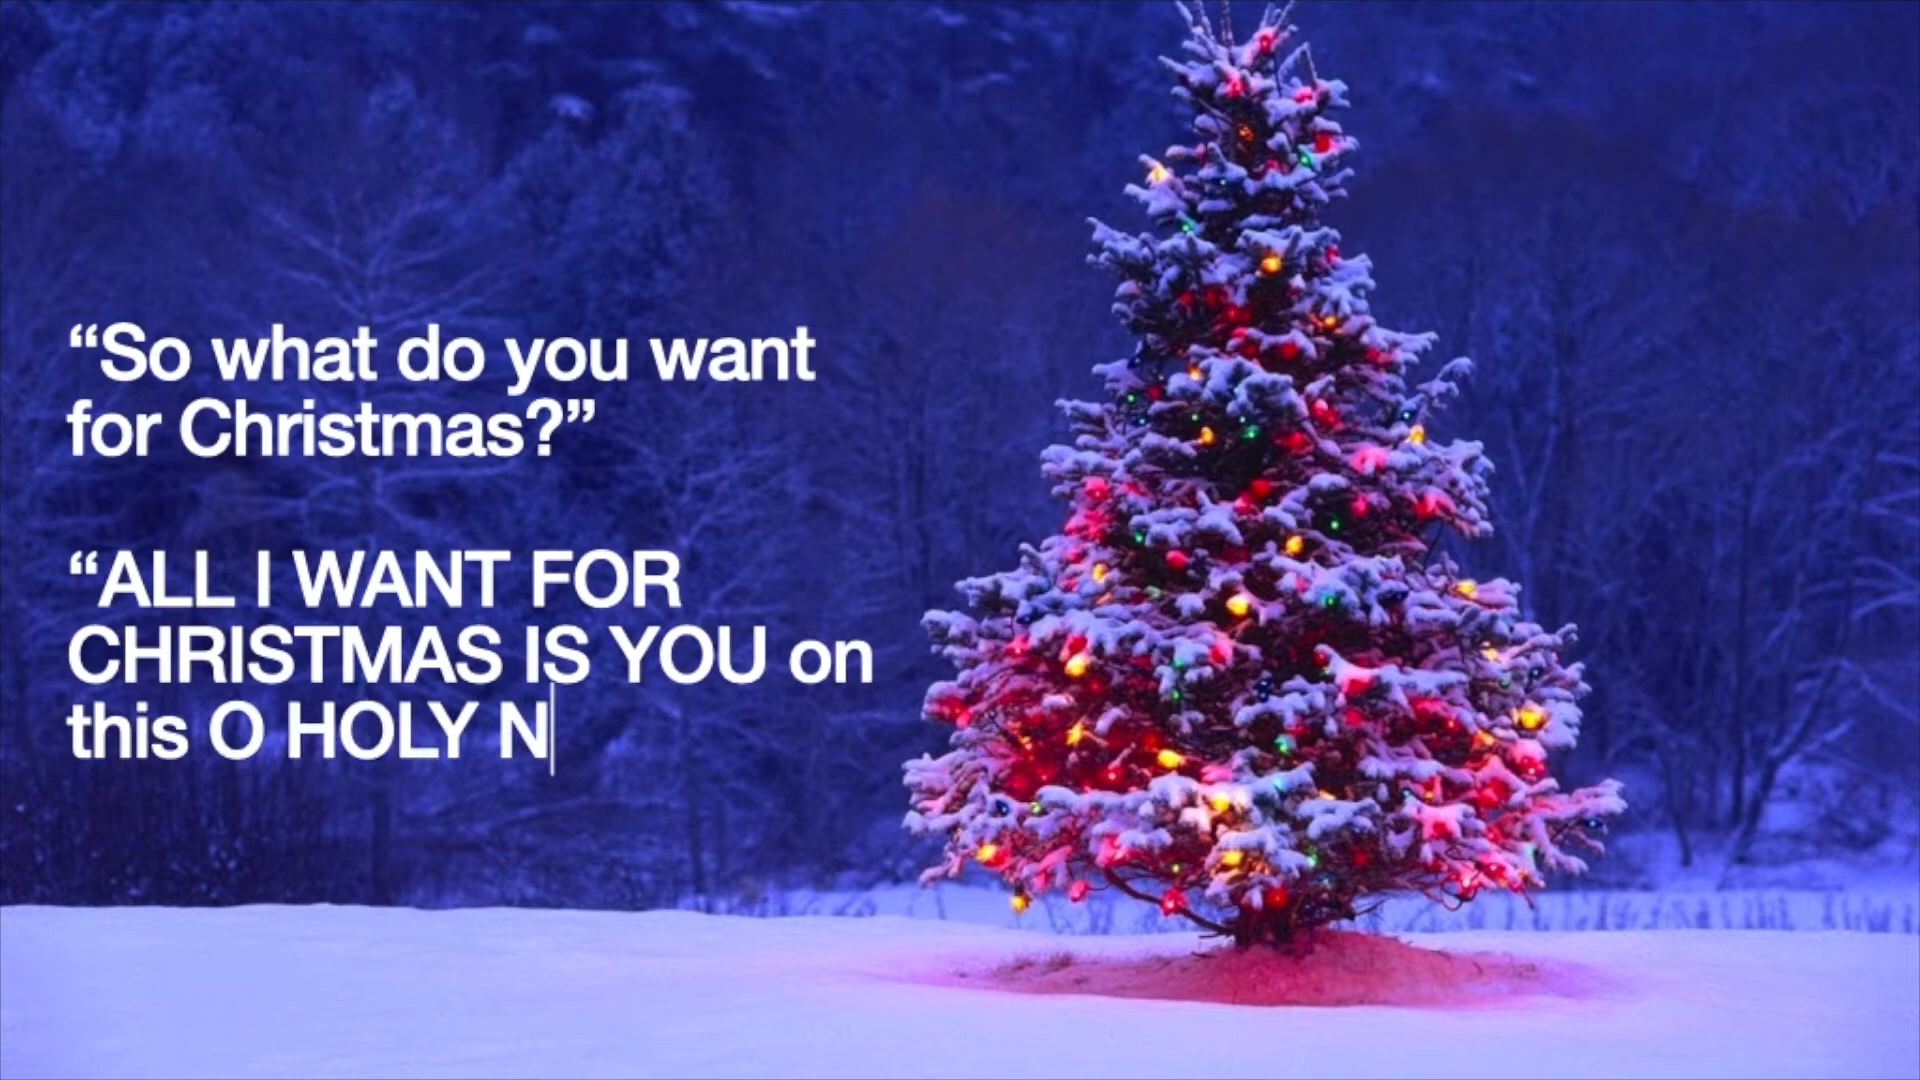 “So what do you want
for Christmas?”
“ALL I WANT FOR
CHRISTMAS IS YOU on
this O HOLY N